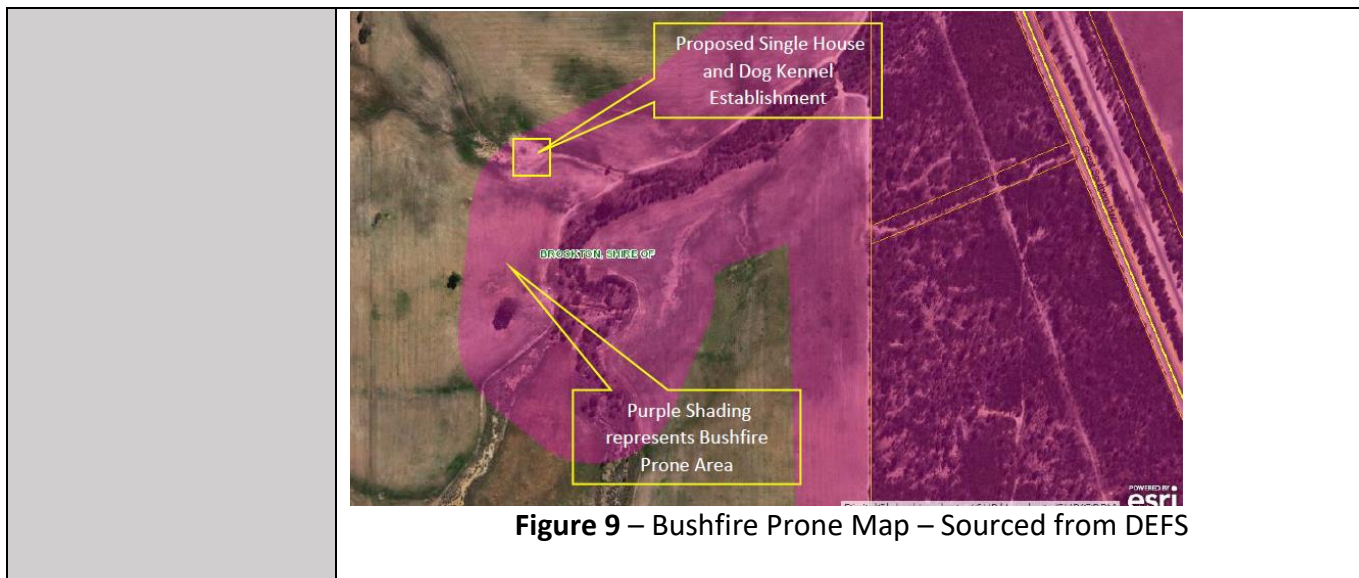 Proposed Single House
and Dog Kennel
Establishment
BROOKTON, SHIRE OF
Purple Shading
represents Bushfire
Prone Area
POWERED BY
esri
Figure 9 – Bushfire Prone Map – Sourced from DEFS